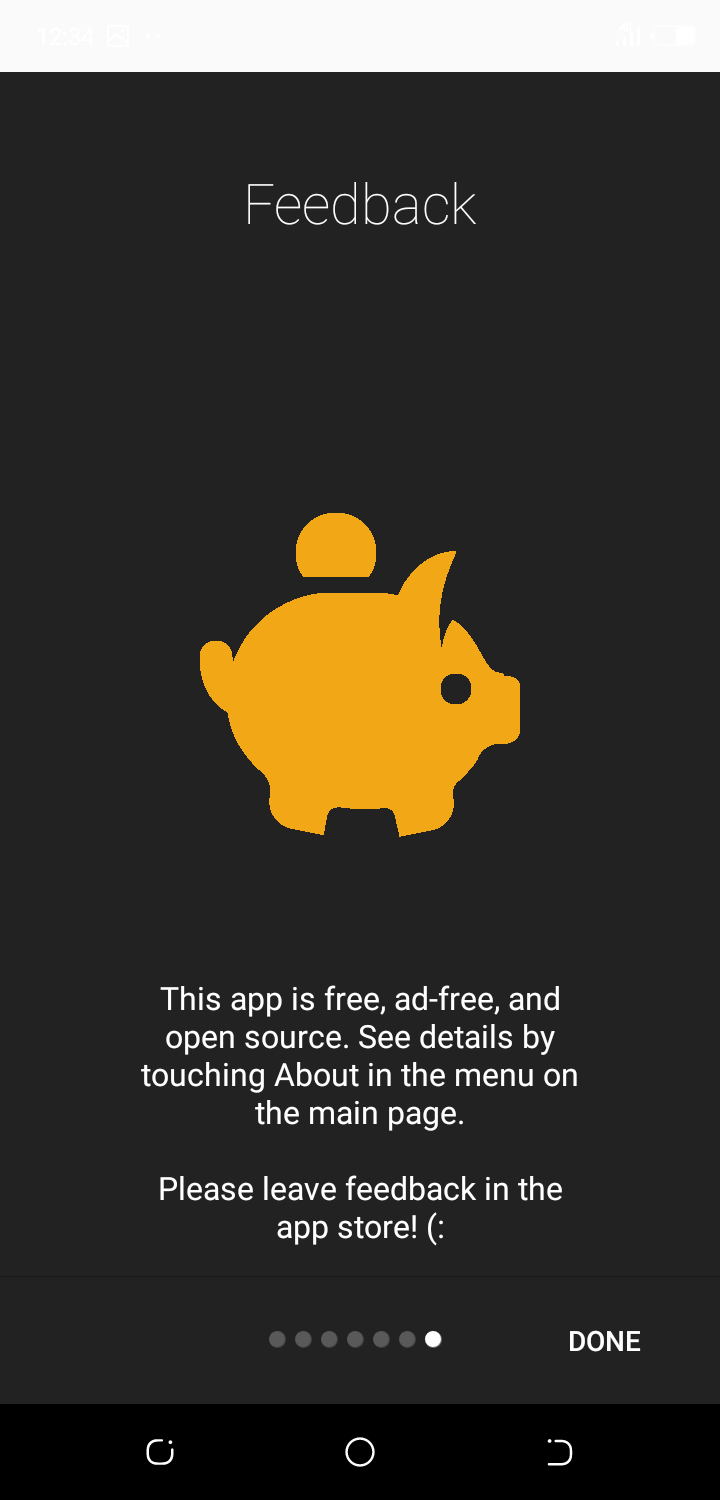 12:34
Feedback
This app is free, ad-free, and
open source. See details by
touching About in the menu on
the main page.
Please leave feedback in the
app store! (:
DONE